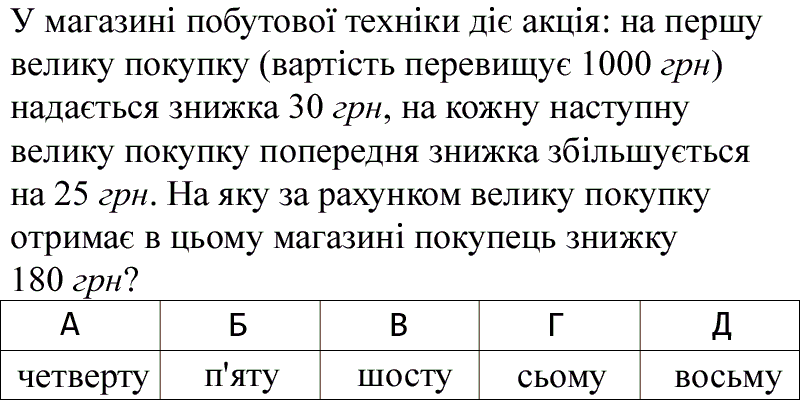 У магазині побутової техніки діє акція: на першу
велику покупку (вартість перевищує 1000 грн)
надається знижка 30 грн, на кожну наступну
велику покупку попередня знижка збільшується
на 25 грн. На яку за рахунком велику покупку
отримає в цьому магазині покупець знижку
180 грн?
А Б В Г Д
четверту п'яту шосту сьому восьму